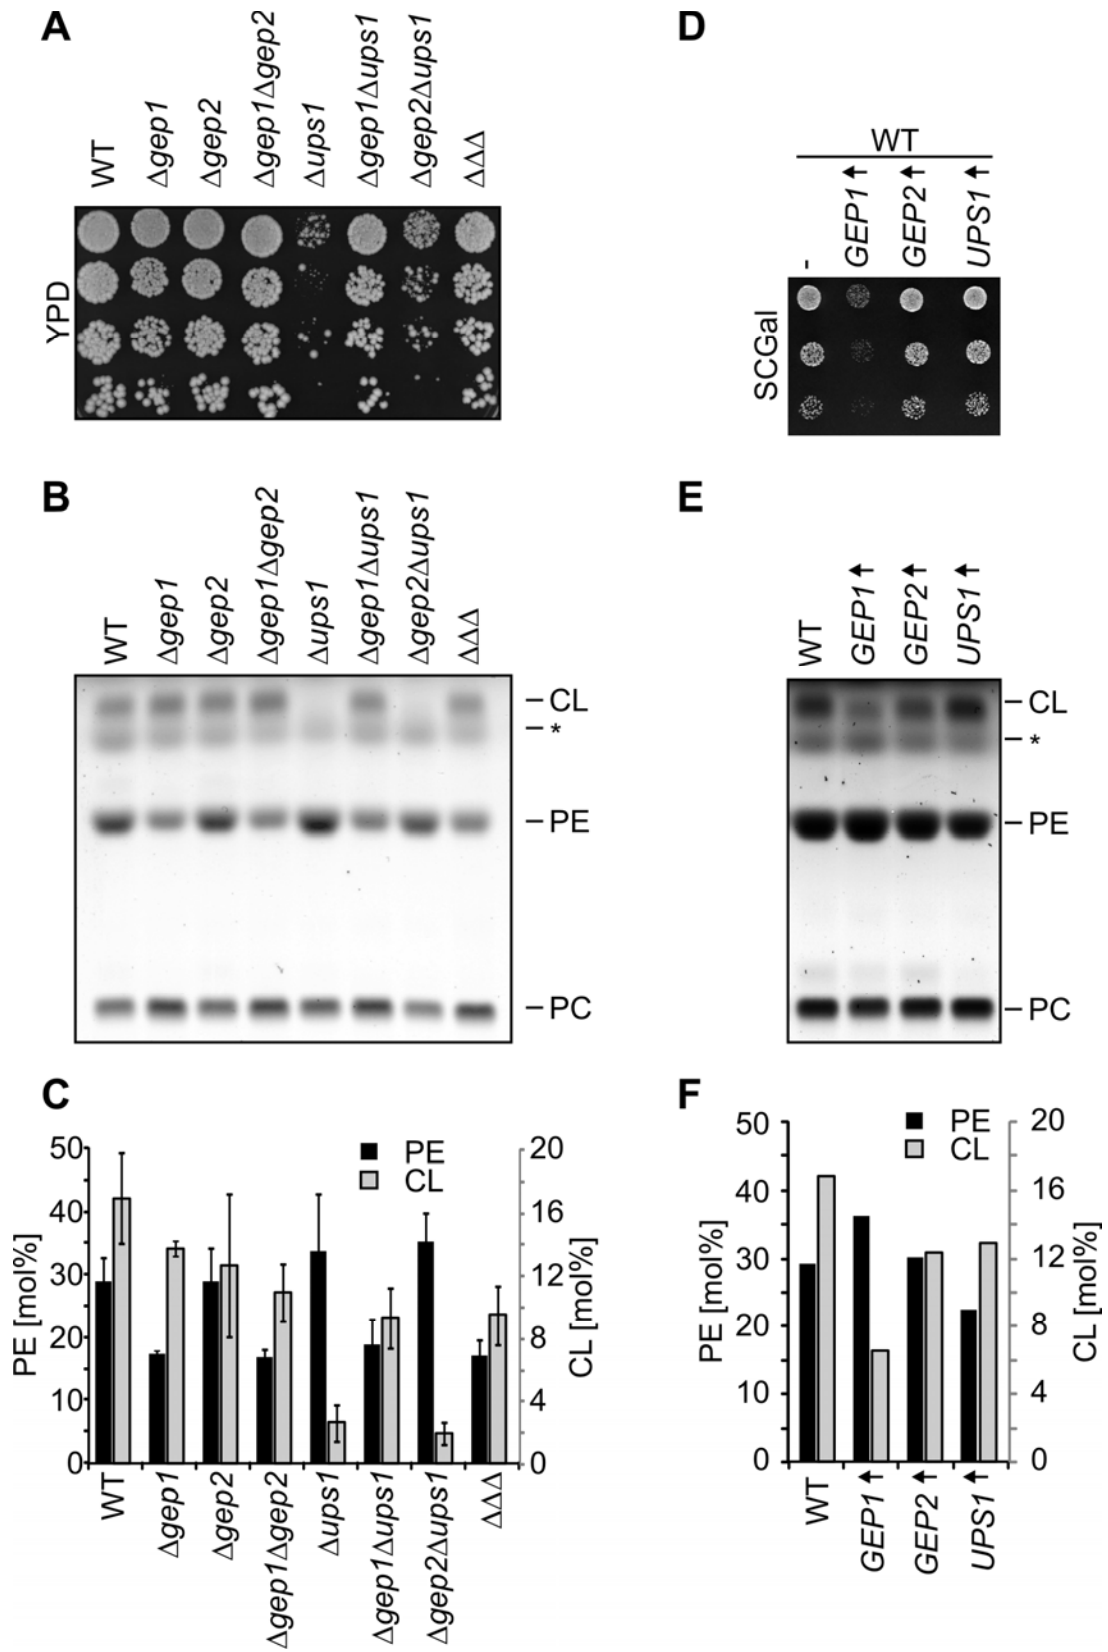 A
WT
Δgep1
Δgep2
Δgep1Δgep2
Δups1
Δgep1Δups1
Δgep2Δups1
ΔΔΔ
YPD
B
WT
Δgep1
Δgep2
Δgep1Δgep2
Δups1
Δgep1Δups1
Δgep2Δups1
ΔΔΔ
–CL
–*
–PE
–PC
C
PE
CL
PE [mol%]
50
40
30
20
10
0
CL [mol%]
20
16
12
8
4
0
WT
Δgep1
Δgep2
Δgep1Δgep2
Δups1
Δgep1Δups1
Δgep2Δups1
ΔΔΔ
D
WT
-
GEP1↑
GEP2↑
UPS1↑
SCGal
E
WT
GEP1↑
GEP2↑
UPS1↑
–CL
–*
–PE
–PC
F
PE
CL
PE [mol%]
50
40
30
20
10
0
CL [mol%]
20
16
12
8
4
0
WT
GEP1↑
GEP2↑
UPS1↑